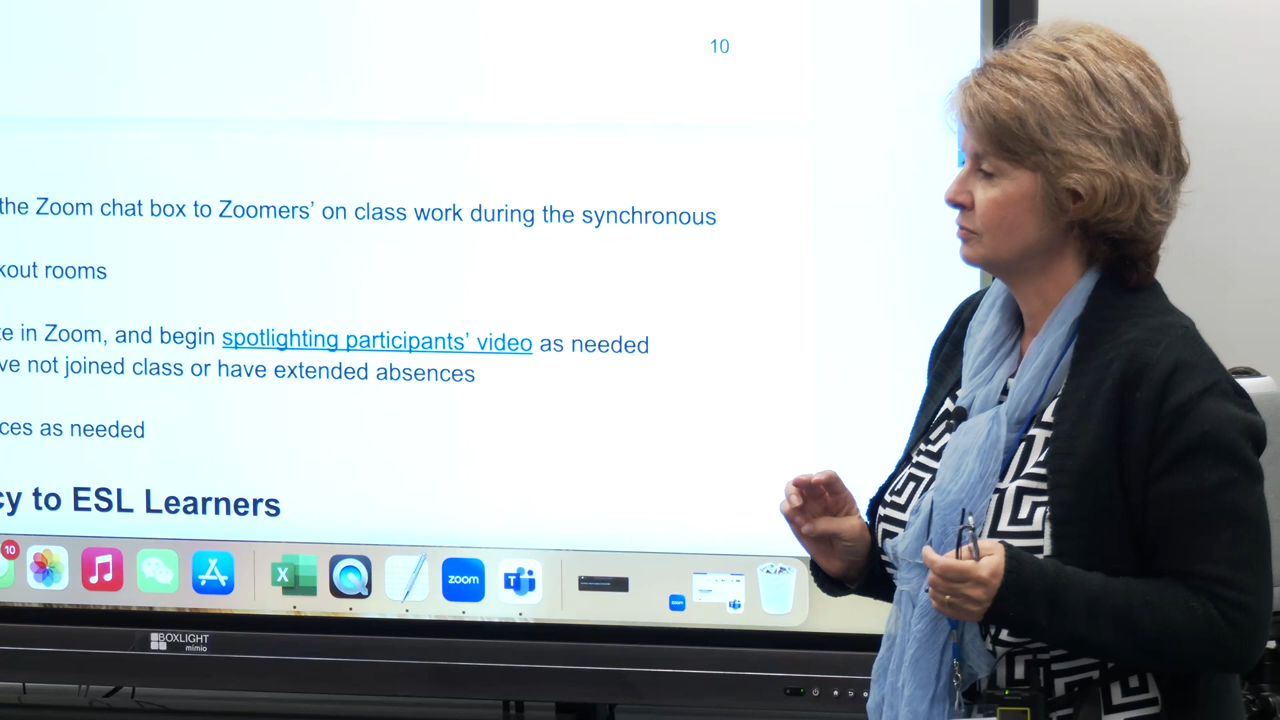 10
the Zoom chat box to Zoomers’ on class work during the synchronous
kout rooms
te in Zoom, and begin spotlighting participants’ video as needed
ve not joined class or have extended absences
ces as needed
cy to ESL Learners
10
X
zoom
T
zoom
BOXLIGHT
mimio